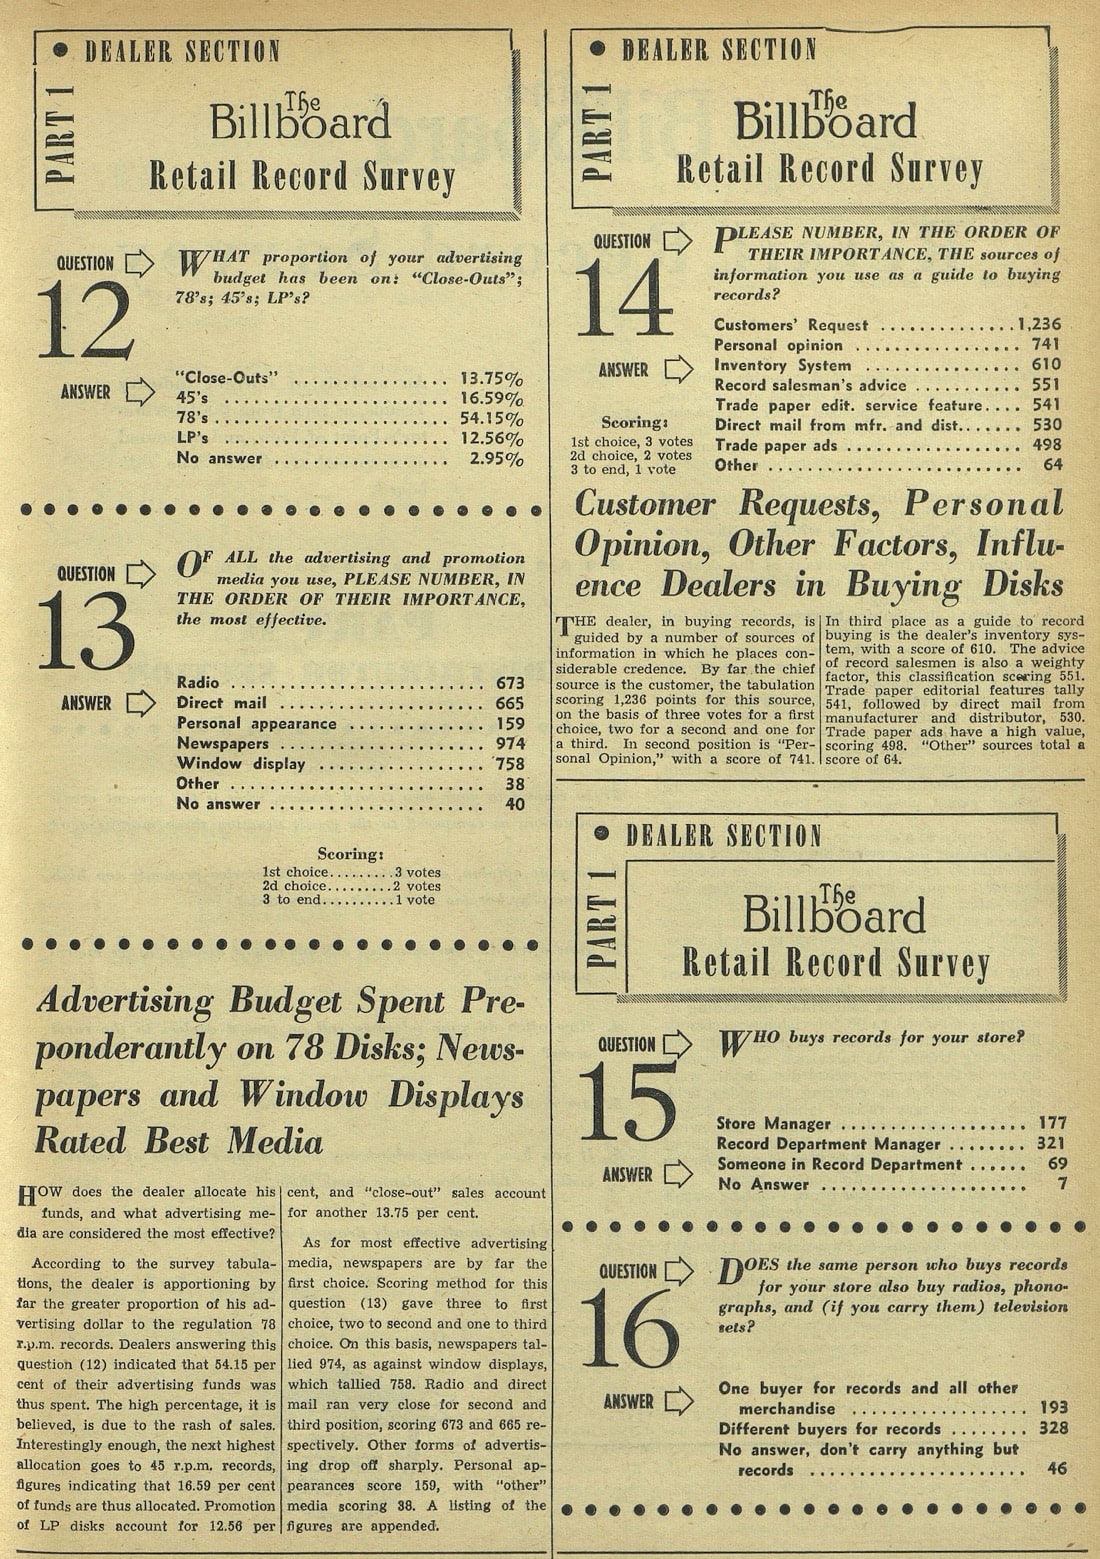 • DEALER SECTION
PART 1
The
Billboard
Retail Record Survey
QUESTION
12
WHAT proportion of your advertising
budget has been on: "Close-Outs";
78's; 45's; LP's?
ANSWER
"Close-Outs" ................ 13.75%
45's ....................... 16.59%
78's........................ 54.15%
LP's ....................... 12.56%
No answer .................. 2.95%
QUESTION
13
OF ALL the advertising and promotion
media you use, PLEASE NUMBER, IN
THE ORDER OF THEIR IMPORTANCE,
the most effective.
ANSWER
Radio .......................... 673
Direct mail ..................... 665
Personal appearance .............. 159
Newspapers ..................... 974
Window display ................. 758
Other .......................... 38
No answer ...................... 40
Scoring:
1st choice.........3 votes
2d choice.........2 votes
3 to end..........1 vote
Advertising Budget Spent Pre-
ponderantly on 78 Disks; News-
papers and Window Displays
Rated Best Media
HOW does the dealer allocate his
funds, and what advertising me-
dia are considered the most effective?
According to the survey tabula-
tions, the dealer is apportioning by
far the greater proportion of his ad-
vertising dollar to the regulation 78
r.p.m. records. Dealers answering this
question (12) indicated that 54.15 per
cent of their advertising funds was
thus spent. The high percentage, it is
believed, is due to the rash of sales.
Interestingly enough, the next highest
allocation goes to 45 r.p.m. records,
figures indicating that 16.59 per cent
of funds are thus allocated. Promotion
of LP disks account for 12.56 per
cent, and "close-out" sales account
for another 13.75 per cent.
As for most effective advertising
media, newspapers are by far the
first choice. Scoring method for this
question (13) gave three to first
choice, two to second and one to third
choice. On this basis, newspapers tal-
lied 974, as against window displays,
which tallied 758. Radio and direct
mail ran very close for second and
third position, scoring 673 and 665 re-
spectively. Other forms of advertis-
ing drop off sharply. Personal ap-
pearances score 159, with "other"
media scoring 38. A listing of the
figures are appended.
• DEALER SECTION
PART 1
The
Billboard
Retail Record Survey
QUESTION
14
PLEASE NUMBER, IN THE ORDER OF
THEIR IMPORTANCE, THE sources of
information you use as a guide to buying
records?
ANSWER
Customers' Request ..............1,236
Personal opinion ................. 741
Inventory System ................ 610
Record salesman's advice ........... 551
Trade paper edit. service feature.... 541
Direct mail from mfr. and dist....... 530
Trade paper ads .................. 498
Other .......................... 64
Scoring:
1st choice, 3 votes
2d choice, 2 votes
3 to end, 1 vote
Customer Requests, Personal
Opinion, Other Factors, Influ-
ence Dealers in Buying Disks
THE dealer, in buying records, is
guided by a number of sources of
information in which he places con-
siderable credence. By far the chief
source is the customer, the tabulation
scoring 1,236 points for this source,
on the basis of three votes for a first
choice, two for a second and one for
a third. In second position is "Per-
sonal Opinion," with a score of 741.
In third place as a guide to record
buying is the dealer's inventory sys-
tem, with a score of 610. The advice
of record salesmen is also a weighty
factor, this classification scoring 551.
Trade paper editorial features tally
541, followed by direct mail from
manufacturer and distributor, 530.
Trade paper ads have a high value,
scoring 498. "Other" sources total a
score of 64.
• DEALER SECTION
PART 1
The
Billboard
Retail Record Survey
QUESTION
15
WHO buys records for your store?
ANSWER
Store Manager ................... 177
Record Department Manager ........ 321
Someone in Record Department ...... 69
No Answer ..................... 7
QUESTION
16
DOES the same person who buys records
for your store also buy radios, phono-
graphs, and (if you carry them) television
sets?
ANSWER
One buyer for records and all other
merchandise .................. 193
Different buyers for records ........ 328
No answer, don't carry anything but
records ...................... 46